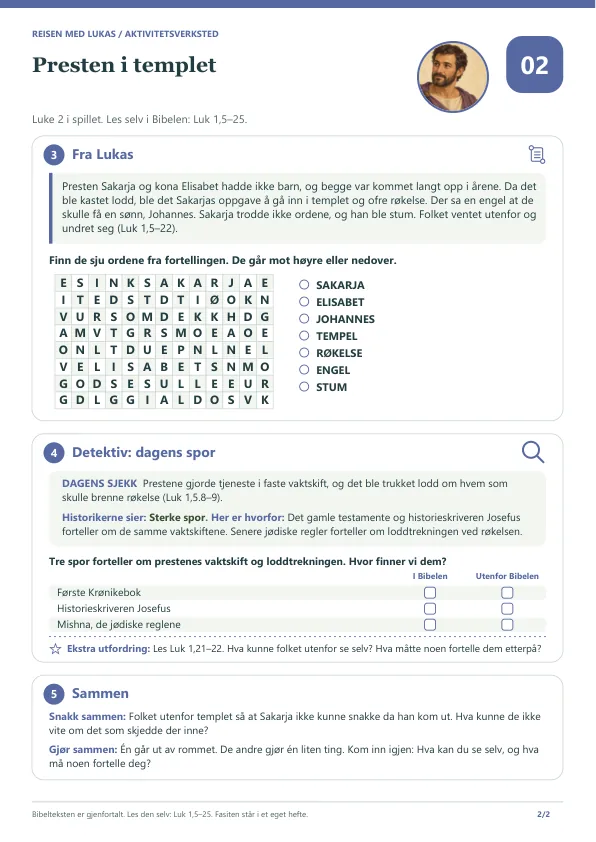 REISEN MED LUKAS / AKTIVITETSVERKSTED
Presten i templet
02
Luke 2 i spillet. Les selv i Bibelen: Luk 1,5–25.
3 Fra Lukas
Presten Sakarja og kona Elisabet hadde ikke barn, og begge var kommet langt opp i årene. Da det
ble kastet lodd, ble det Sakarjas oppgave å gå inn i templet og ofre røkelse. Der sa en engel at de
skulle få en sønn, Johannes. Sakarja trodde ikke ordene, og han ble stum. Folket ventet utenfor og
undret seg (Luk 1,5–22).
Finn de sju ordene fra fortellingen. De går mot høyre eller nedover.
E S I N K S A K A R J A E
I T E D S T D T I Ø O K N
V U R S O M D E K K H D G
A M V T G R S M O E A O E
O N L T D U E P N L N E L
V E L I S A B E T S N M O
G O D S E S U L L E E U R
G D L G G I A L D O S V K
SAKARJA
ELISABET
JOHANNES
TEMPEL
RØKELSE
ENGEL
STUM
4 Detektiv: dagens spor
DAGENS SJEKK Prestene gjorde tjeneste i faste vaktskift, og det ble trukket lodd om hvem som
skulle brenne røkelse (Luk 1,5.8–9).
Historikerne sier: Sterke spor. Her er hvorfor: Det gamle testamente og historieskriveren Josefus
forteller om de samme vaktskiftene. Senere jødiske regler forteller om loddtrekningen ved røkelsen.
Tre spor forteller om prestenes vaktskift og loddtrekningen. Hvor finner vi dem?
I Bibelen Utenfor Bibelen
Første Krønikebok
Historieskriveren Josefus
Mishna, de jødiske reglene
Ekstra utfordring: Les Luk 1,21–22. Hva kunne folket utenfor se selv? Hva måtte noen fortelle dem etterpå?
5 Sammen
Snakk sammen: Folket utenfor templet så at Sakarja ikke kunne snakke da han kom ut. Hva kunne de ikke
vite om det som skjedde der inne?
Gjør sammen: Én går ut av rommet. De andre gjør én liten ting. Kom inn igjen: Hva kan du se selv, og hva
må noen fortelle deg?
Bibelteksten er gjenfortalt. Les den selv: Luk 1,5–25. Fasiten står i et eget hefte.
2/2